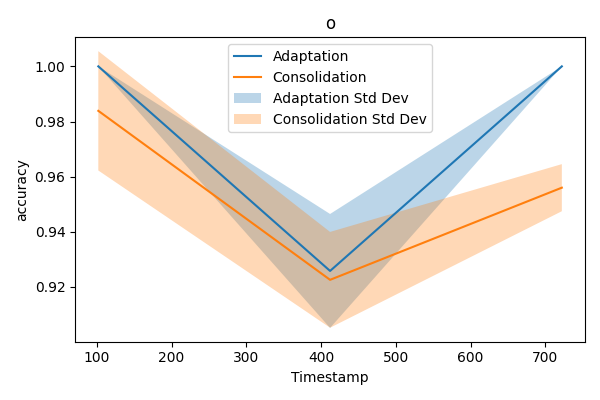 o
Adaptation
Consolidation
Adaptation Std Dev
Consolidation Std Dev
1.00
0.98
0.96
0.94
0.92
accuracy
100 200 300 400 500 600 700
Timestamp